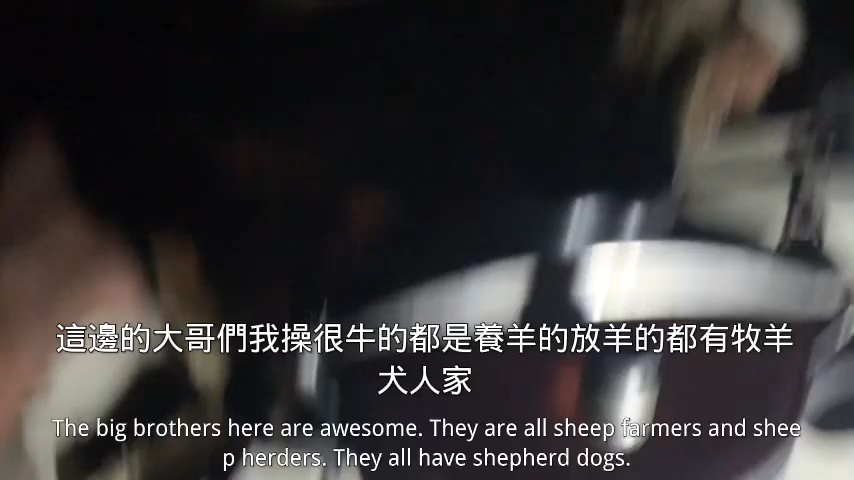 這邊的大哥們我操很牛的都是養羊的放羊的都有牧羊
犬人家
The big brothers here are awesome. They are all sheep farmers and shee
p herders. They all have shepherd dogs.